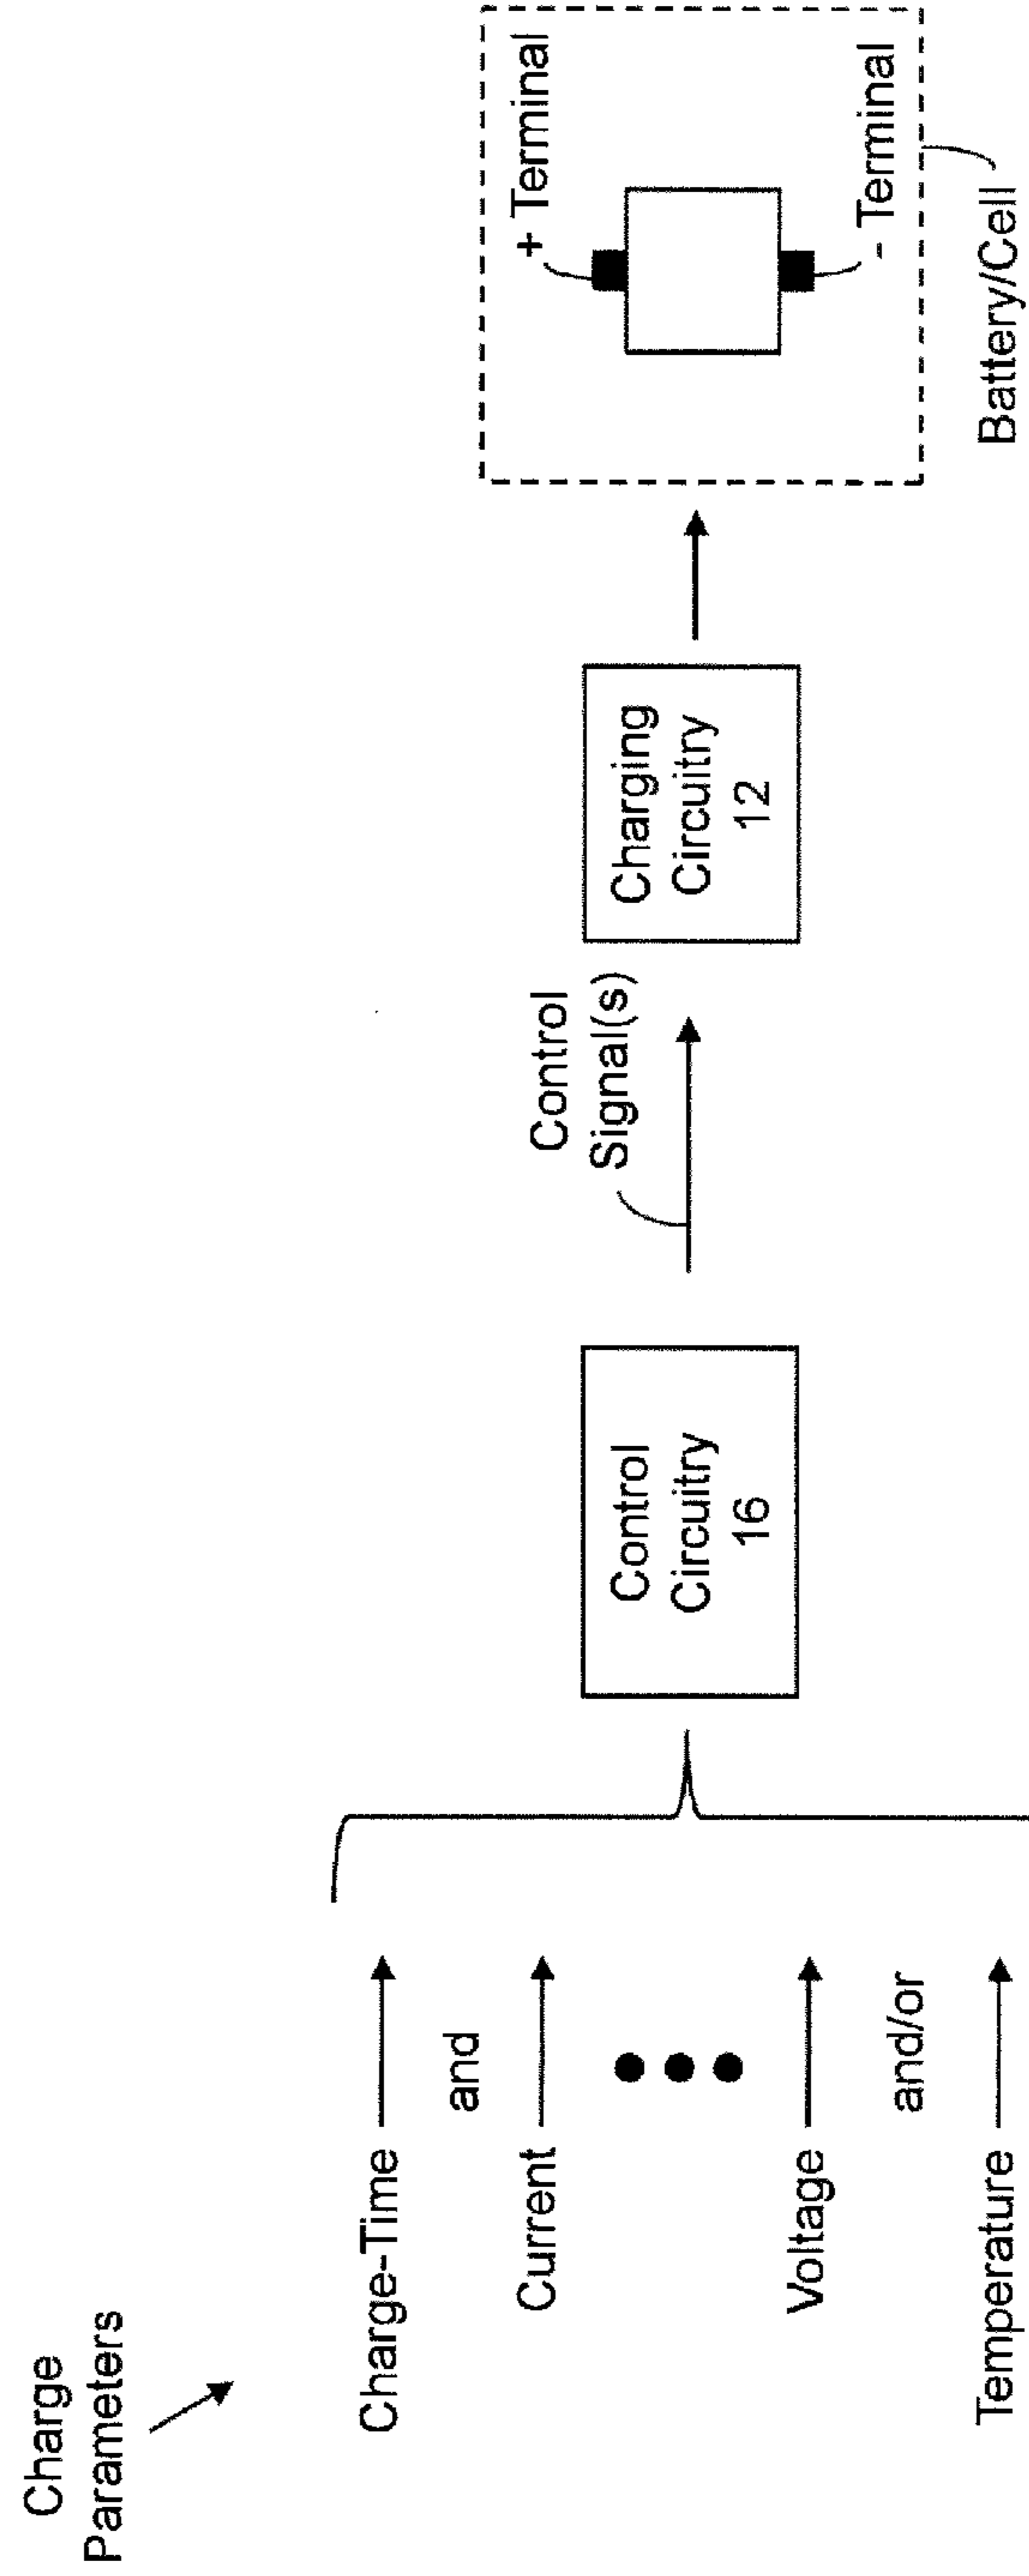 Charge
Parameters
Charge-Time
and
Current
Voltage
and/or
Temperature
Control
Circuitry
16
Control
Signal(s)
Charging
Circuitry
12
+ Terminal
- Terminal
Battery/Cell